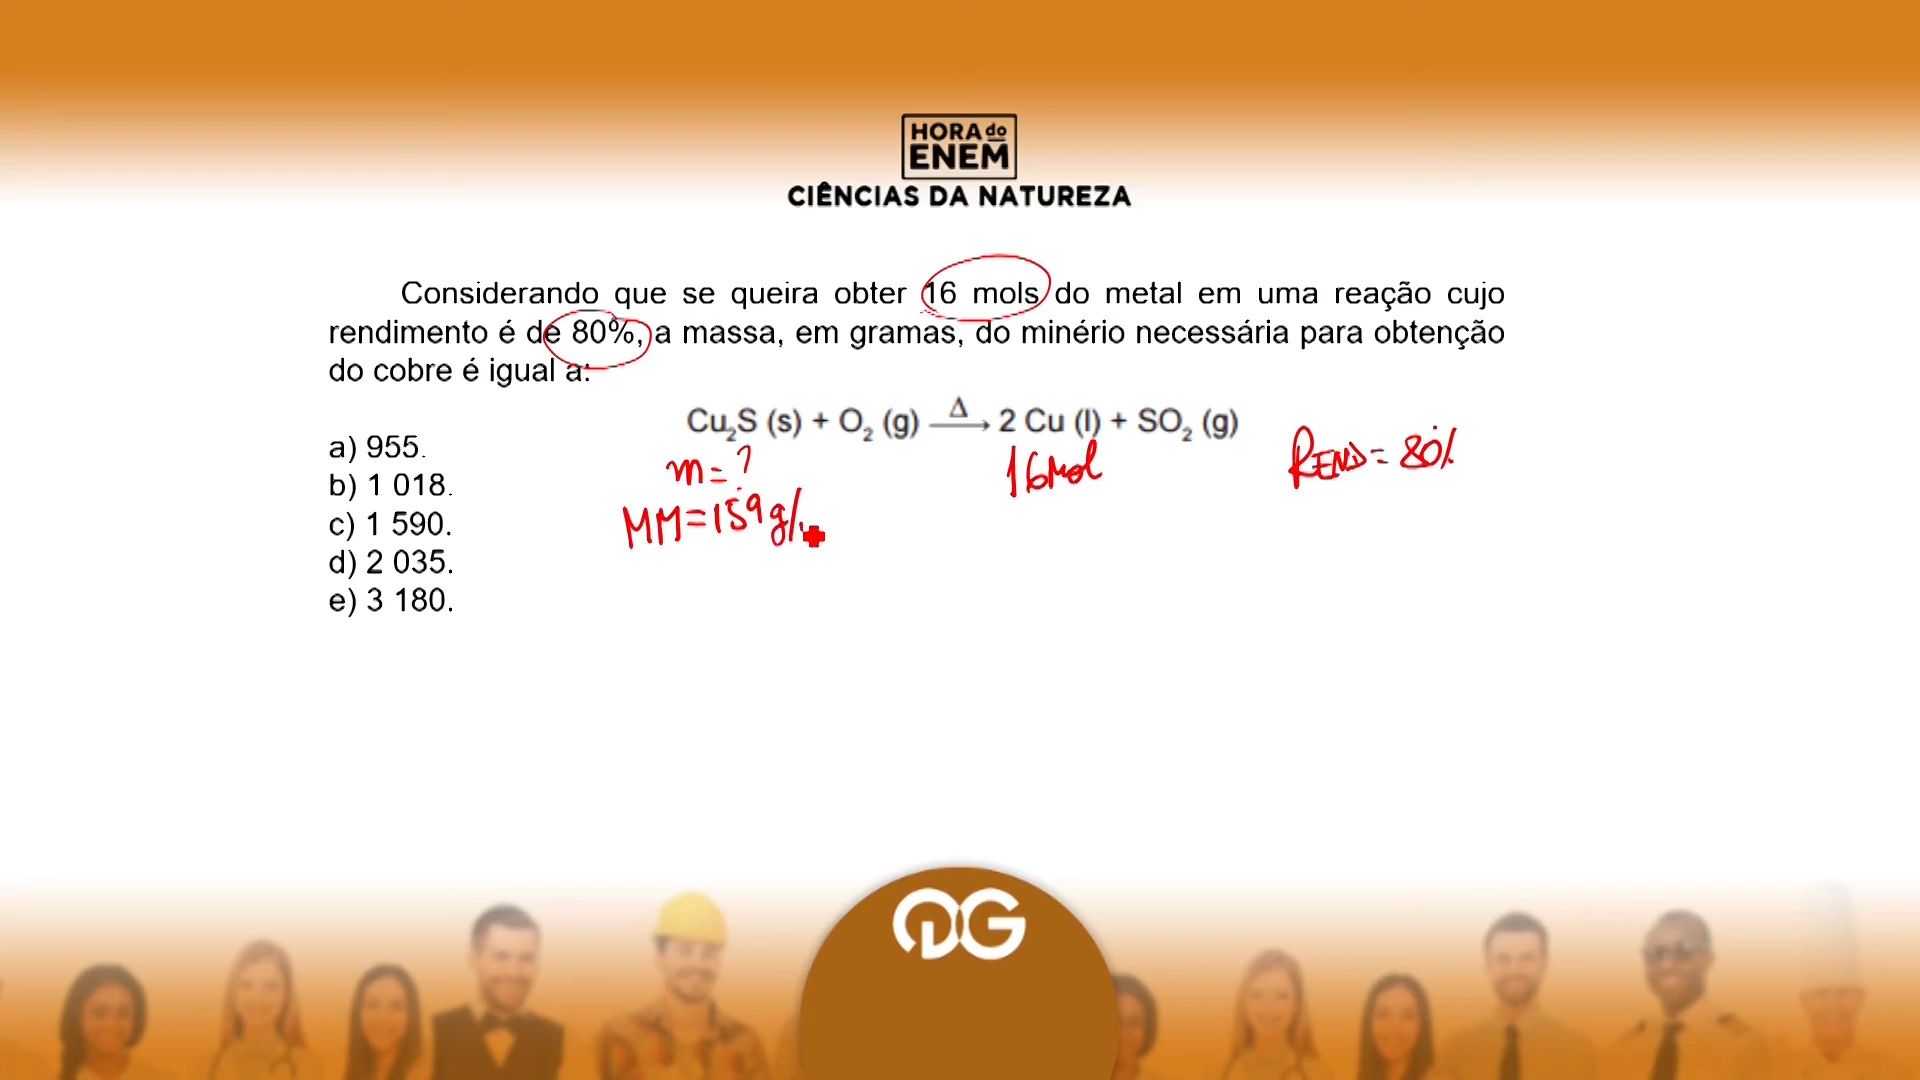 HORA do
ENEM
CIÊNCIAS DA NATUREZA
Considerando que se queira obter 16 mols do metal em uma reação cujo
rendimento é de 80%, a massa, em gramas, do minério necessária para obtenção
do cobre é igual a:
Cu₂S (s) + O₂ (g) —Δ→ 2 Cu (l) + SO₂ (g)
a) 955.
b) 1 018.
c) 1 590.
d) 2 035.
e) 3 180.
m = ?
16 mol
REND = 80%
MM = 159 g/
DG